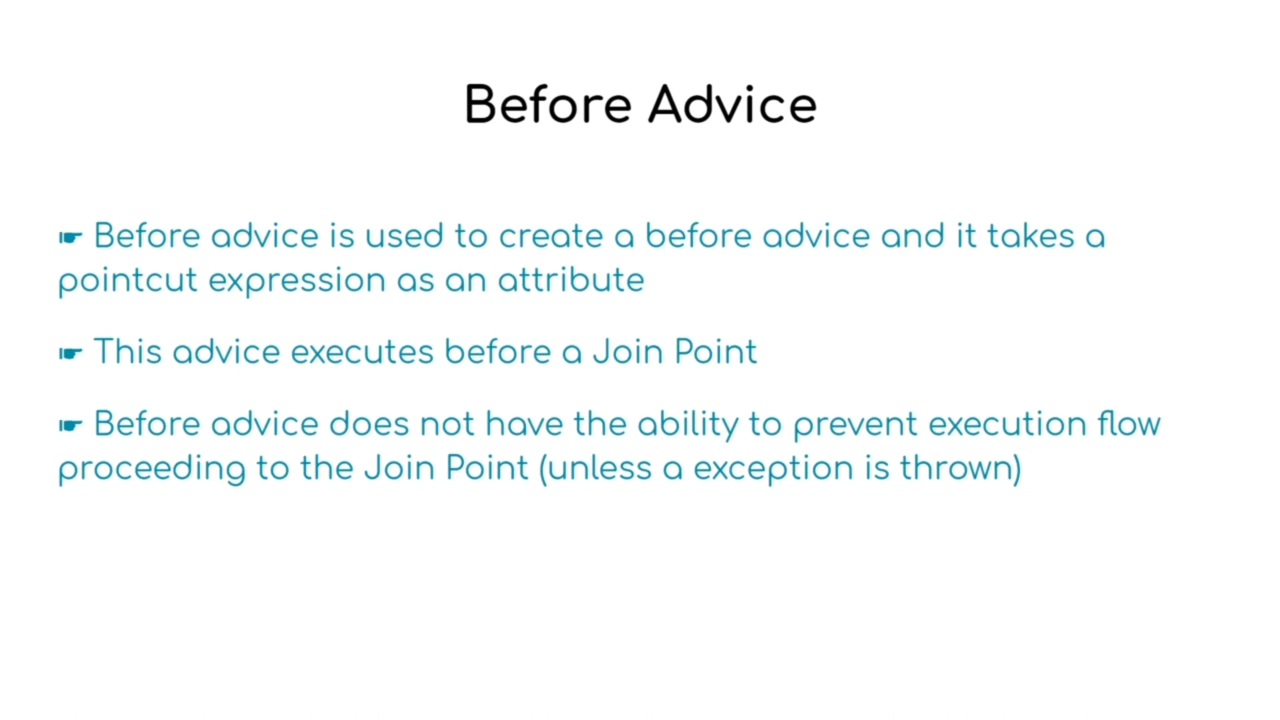 Before Advice
☛ Before advice is used to create a before advice and it takes a
pointcut expression as an attribute
☛ This advice executes before a Join Point
☛ Before advice does not have the ability to prevent execution flow
proceeding to the Join Point (unless a exception is thrown)